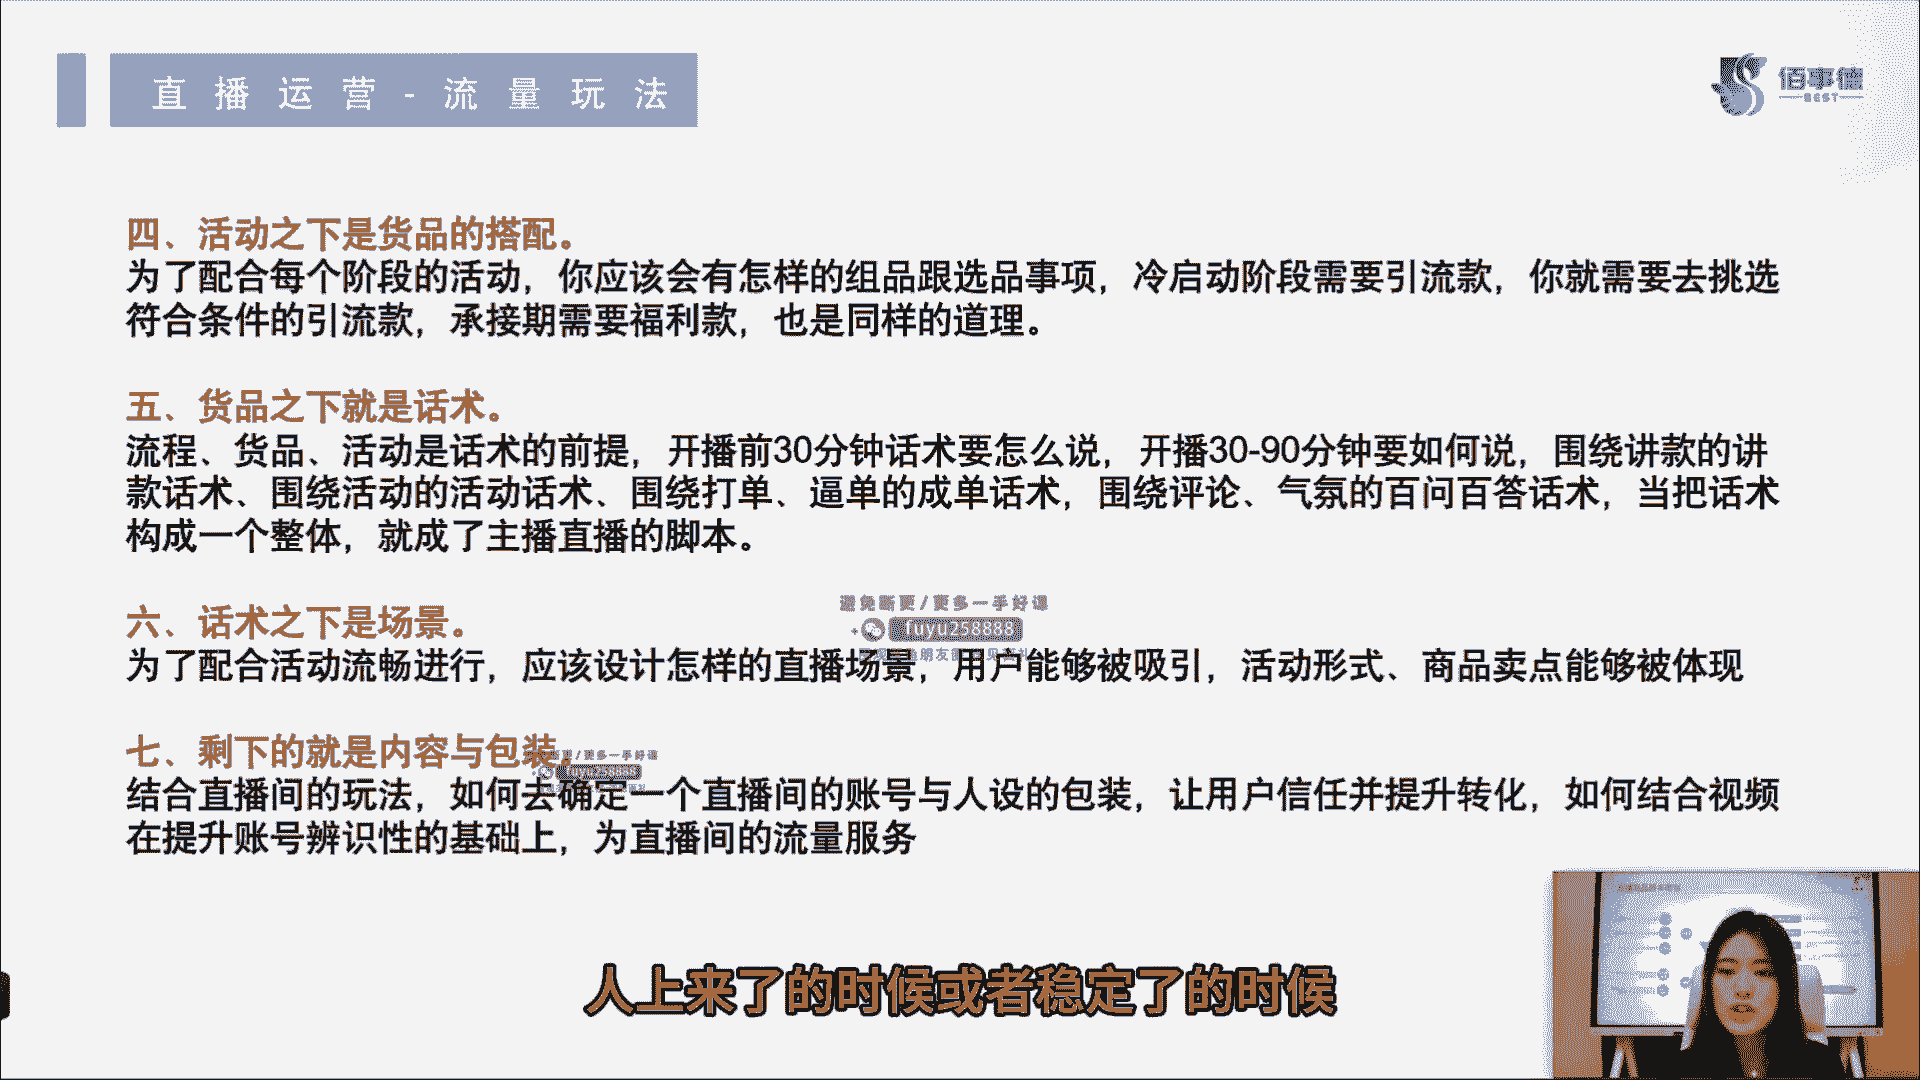 直播运营-流量玩法
佰事德
BEST
四、活动之下是货品的搭配。
为了配合每个阶段的活动，你应该会有怎样的组品跟选品事项，冷启动阶段需要引流款，你就需要去挑选
符合条件的引流款，承接期需要福利款，也是同样的道理。
五、货品之下就是话术。
流程、货品、活动是话术的前提，开播前30分钟话术要怎么说，开播30-90分钟要如何说，围绕讲款的讲
款话术、围绕活动的活动话术、围绕打单、逼单的成单话术，围绕评论、气氛的百问百答话术，当把话术
构成一个整体，就成了主播直播的脚本。
避免断更/更多一手好课
六、话术之下是场景。
fuyu258888
为了配合活动流畅进行，应该设计怎样的直播场景，用户能够被吸引，活动形式、商品卖点能够被体现
七、剩下的就是内容与包装。
更/更多一手好课
fuyu258888
结合直播间的玩法，如何去确定一个直播间的账号与人设的包装，让用户信任并提升转化，如何结合视频
在提升账号辨识性的基础上，为直播间的流量服务
人上来了的时候或者稳定了的时候